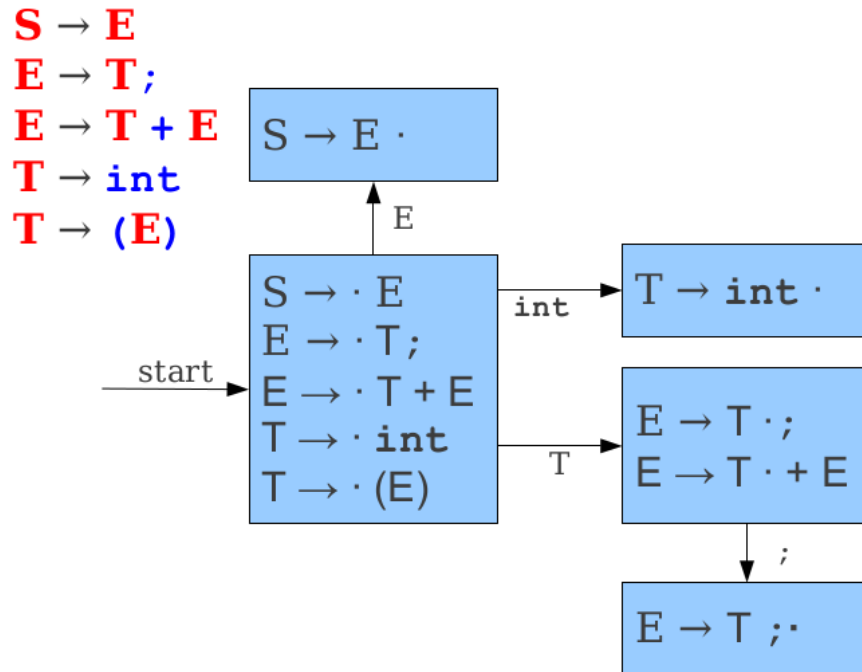 S → E
E → T ;
E → T + E
T → int
T → (E)
S → E ·
E
S → · E
E → · T ;
E → · T + E
T → · int
T → · (E)
start
int
T → int ·
T
E → T · ;
E → T · + E
;
E → T ; ·